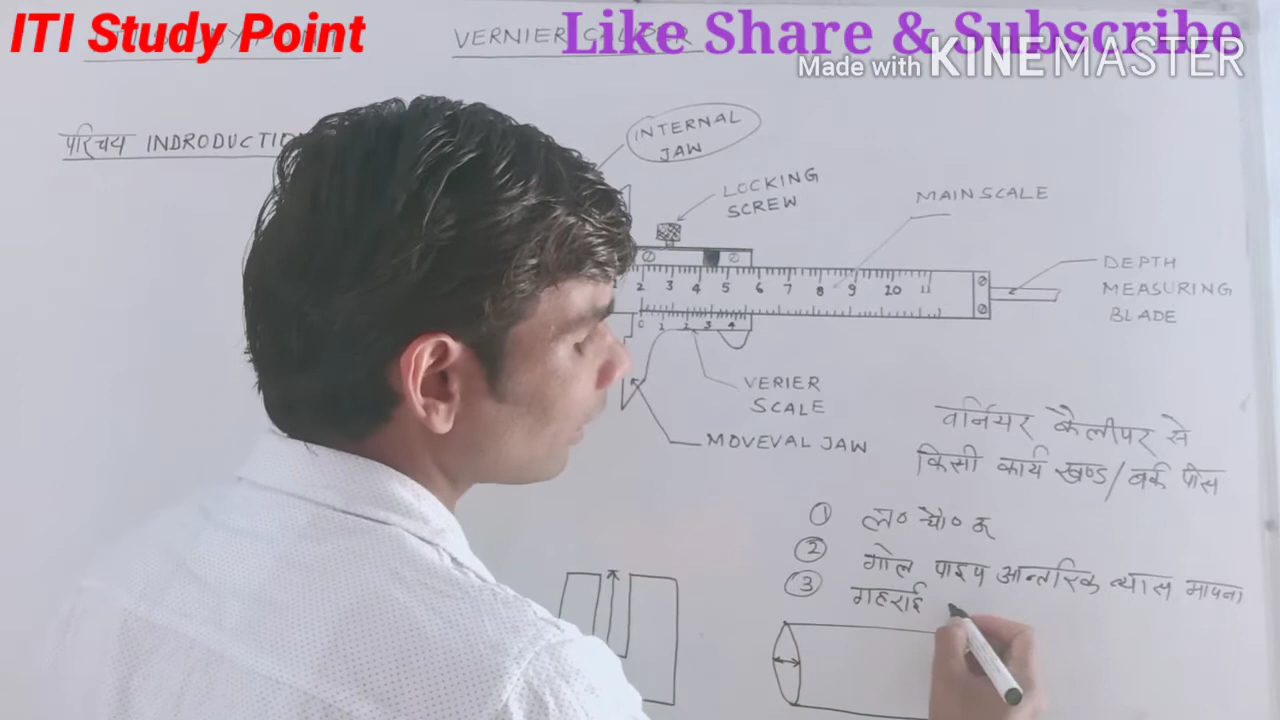 ITI Study Point
Like Share & Subscribe
VERNIER
Made with KINEMASTER
परिचय INDRODUCTIO
INTERNAL
JAW
LOCKING
SCREW
MAIN SCALE
2 3 4 5 6 7 8 9 10 11
0 1 2 3 4
DEPTH
MEASURING
BLADE
VERIER
SCALE
MOVEVAL JAW
वर्नियर कैलीपर से
किसी कार्य खण्ड/वर्क पीस
① ल० चौ० ऊ
② गोल पाइप आन्तरिक व्यास मापना
③ गहराई